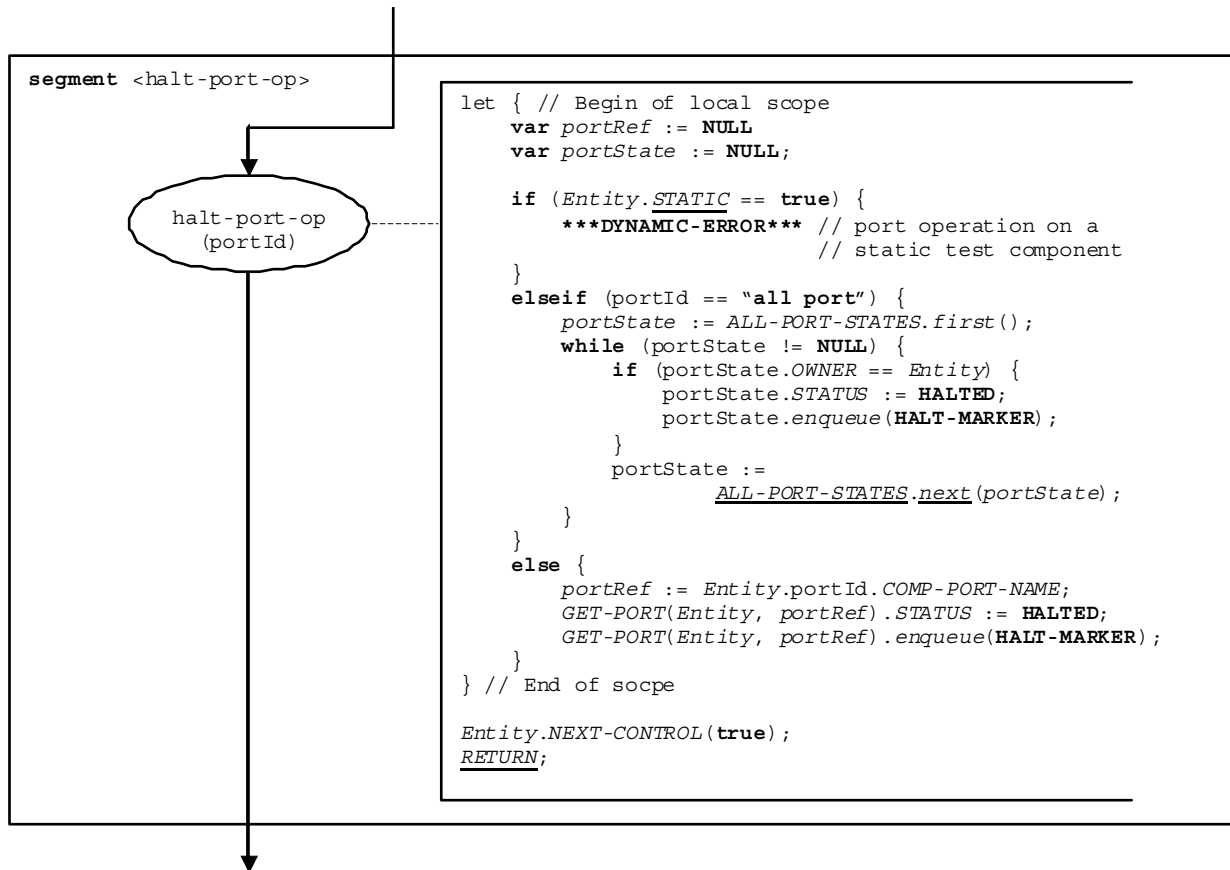 segment <halt-port-op>
halt-port-op
(portId)
let { // Begin of local scope
var portRef := NULL
var portState := NULL;
if (Entity.STATIC == true) {
***DYNAMIC-ERROR*** // port operation on a
// static test component
}
elseif (portId == “all port”) {
portState := ALL-PORT-STATES.first();
while (portState != NULL) {
if (portState.OWNER == Entity) {
portState.STATUS := HALTED;
portState.enqueue(HALT-MARKER);
}
portState :=
ALL-PORT-STATES.next(portState);
}
}
else {
portRef := Entity.portId.COMP-PORT-NAME;
GET-PORT(Entity, portRef).STATUS := HALTED;
GET-PORT(Entity, portRef).enqueue(HALT-MARKER);
}
} // End of socpe
Entity.NEXT-CONTROL(true);
RETURN;